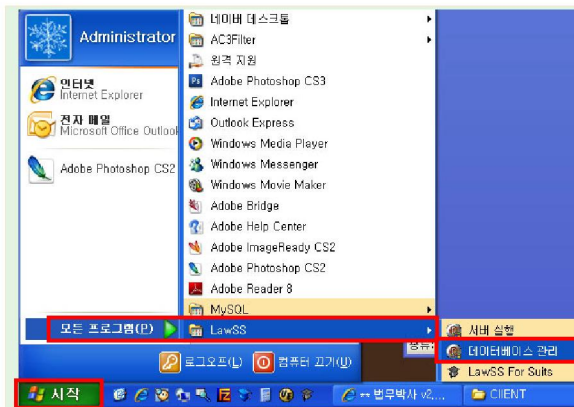 Administrator
인터넷
Internet Explorer
전자 메일
Microsoft Office Outlook
Adobe Photoshop CS2
네이버 데스크톱
AC3Filter
원격 지원
Adobe Photoshop CS3
Internet Explorer
Outlook Express
Windows Media Player
Windows Messenger
Windows Movie Maker
Adobe Bridge
Adobe Help Center
Adobe ImageReady CS2
Adobe Photoshop CS2
Adobe Reader 8
MySQL
모든 프로그램(P)
LawSS
서버 실행
데이터베이스 관리
LawSS For Suits
로그오프(L)
컴퓨터 끄기(U)
시작
** 법무박사 v2,...
ClIENT